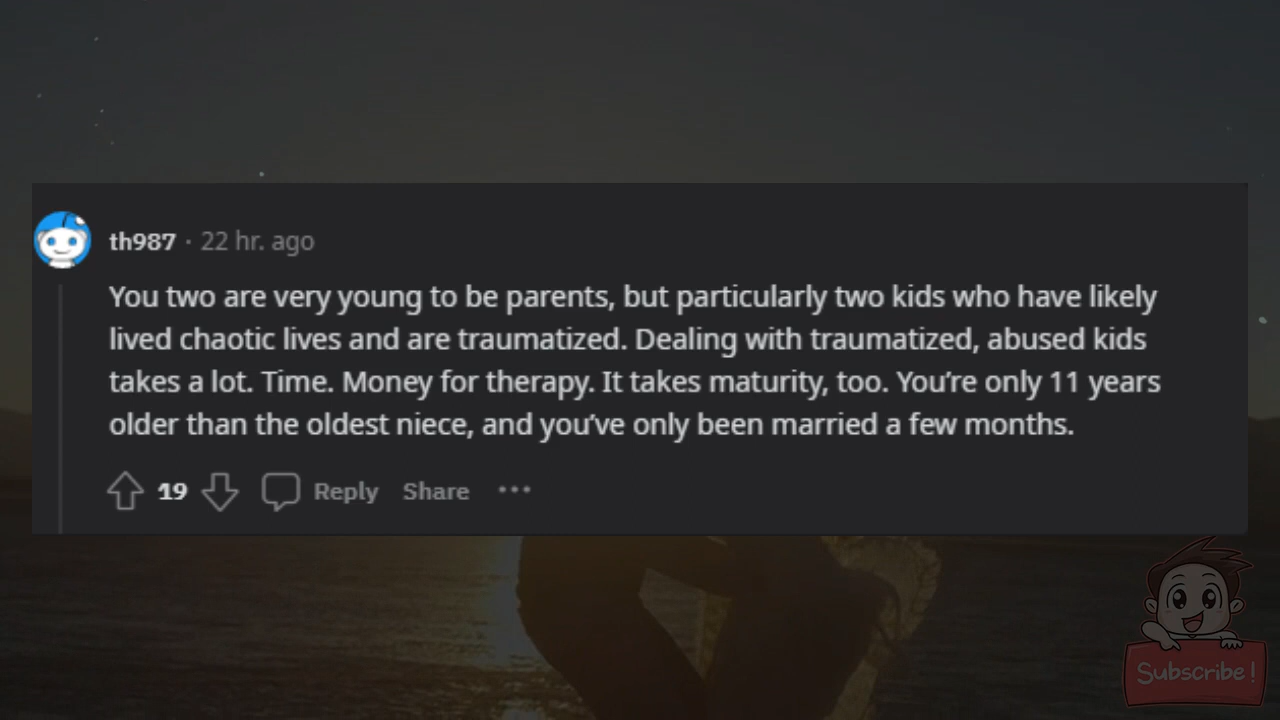 th987 · 22 hr. ago
You two are very young to be parents, but particularly two kids who have likely
lived chaotic lives and are traumatized. Dealing with traumatized, abused kids
takes a lot. Time. Money for therapy. It takes maturity, too. You’re only 11 years
older than the oldest niece, and you’ve only been married a few months.
19 Reply Share ···
Subscribe!